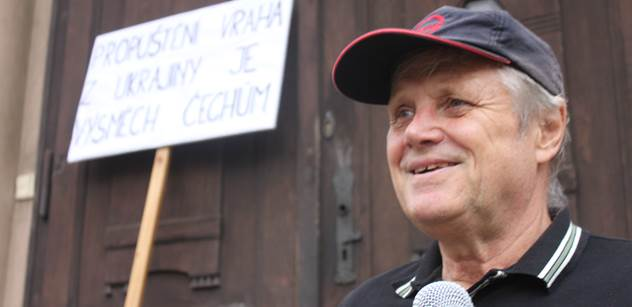 PROPUŠTĚNÍ VRAHA
Z UKRAJINY JE
VÝSMĚCH ČECHŮM